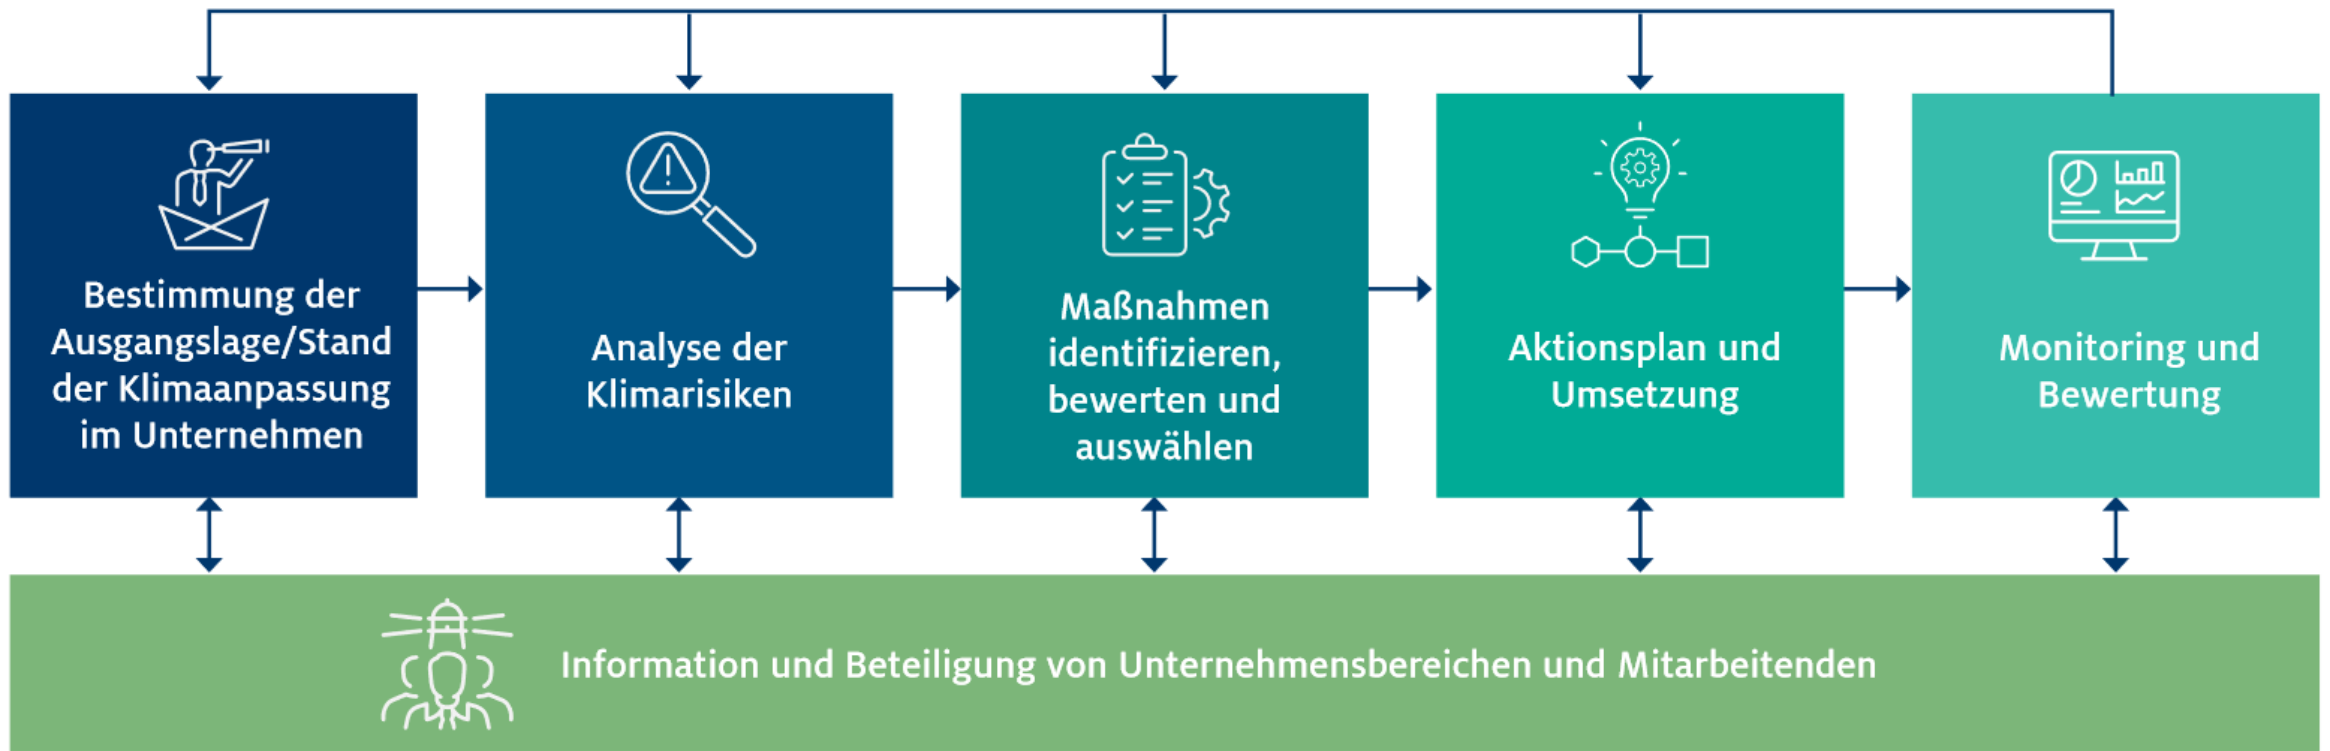 Bestimmung der
Ausgangslage/Stand
der Klimaanpassung
im Unternehmen
Analyse der
Klimarisiken
Maßnahmen
identifizieren,
bewerten und
auswählen
Aktionsplan und
Umsetzung
Monitoring und
Bewertung
Information und Beteiligung von Unternehmensbereichen und Mitarbeitenden